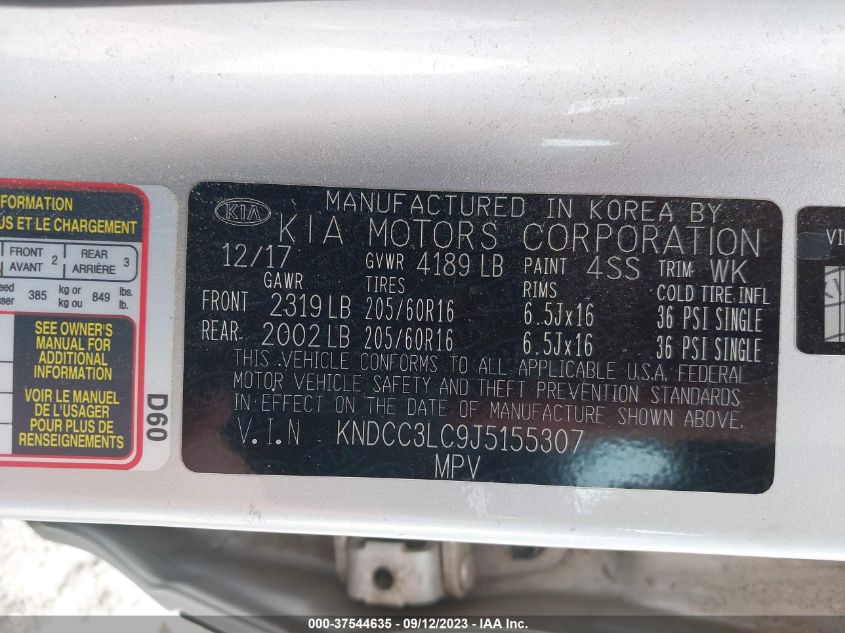 FORMATION
US ET LE CHARGEMENT
FRONT 2 REAR 3
AVANT ARRIÈRE
385 kg or 849 lbs.
kg ou lb.
SEE OWNER'S
MANUAL FOR
ADDITIONAL
INFORMATION
VOIR LE MANUEL
DE L'USAGER
POUR PLUS DE
RENSEIGNEMENTS
D60
MANUFACTURED IN KOREA BY
KIA KIA MOTORS CORPORATION
12/17 GVWR 4189 LB PAINT 4SS TRIM WK
GAWR TIRES RIMS COLD TIRE.INFL
FRONT 2319 LB 205/60R16 6.5Jx16 36 PSI SINGLE
REAR 2002 LB 205/60R16 6.5Jx16 36 PSI SINGLE
THIS VEHICLE CONFORMS TO ALL APPLICABLE U.S.A. FEDERAL
MOTOR VEHICLE SAFETY AND THEFT PREVENTION STANDARDS
IN EFFECT ON THE DATE OF MANUFACTURE SHOWN ABOVE.
V.I.N KNDCC3LC9J5155307
MPV
VI
000-37544635 - 09/12/2023 - IAA Inc.